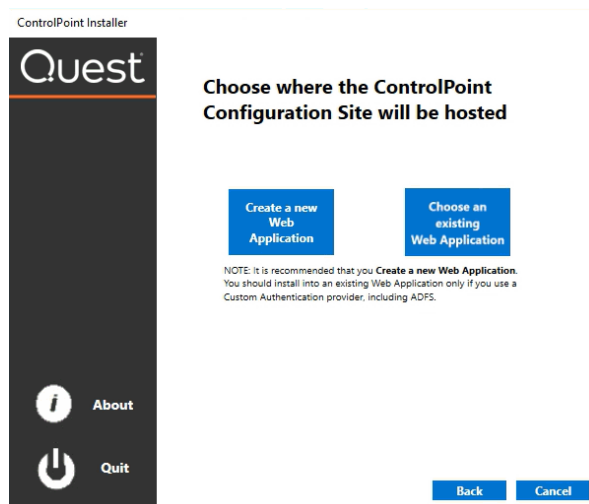 ControlPoint Installer
Quest
Choose where the ControlPoint
Configuration Site will be hosted
Create a new
Web
Application
Choose an
existing
Web Application
NOTE: It is recommended that you Create a new Web Application.
You should install into an existing Web Application only if you use a
Custom Authentication provider, including ADFS.
i
About
Quit
Back
Cancel